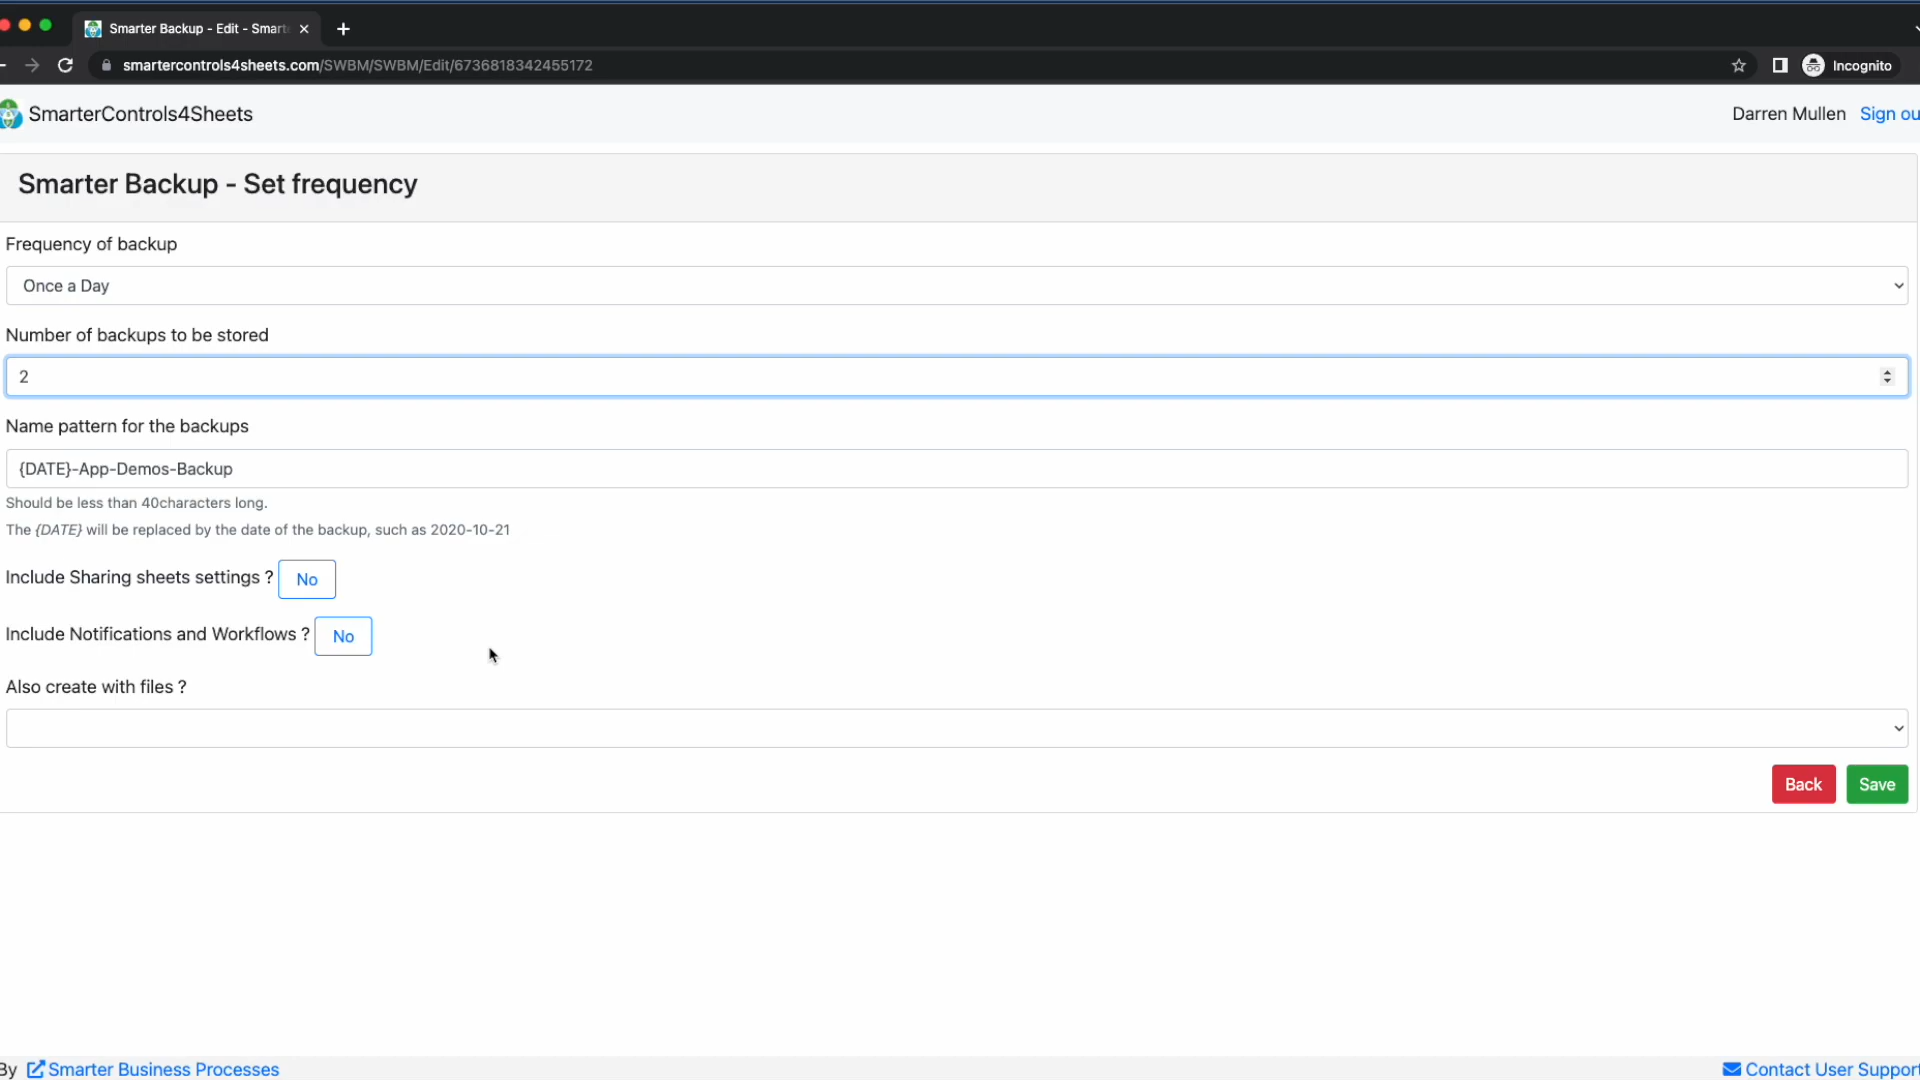 Smarter Backup - Edit - Smart
smartercontrols4sheets.com/SWBM/SWBM/Edit/6736818342455172
Incognito
SmarterControls4Sheets
Darren Mullen Sign ou
Smarter Backup - Set frequency
Frequency of backup
Once a Day
Number of backups to be stored
2
Name pattern for the backups
{DATE}-App-Demos-Backup
Should be less than 40characters long.
The {DATE} will be replaced by the date of the backup, such as 2020-10-21
Include Sharing sheets settings ? No
Include Notifications and Workflows ? No
Also create with files ?
Back Save
By Smarter Business Processes
Contact User Support